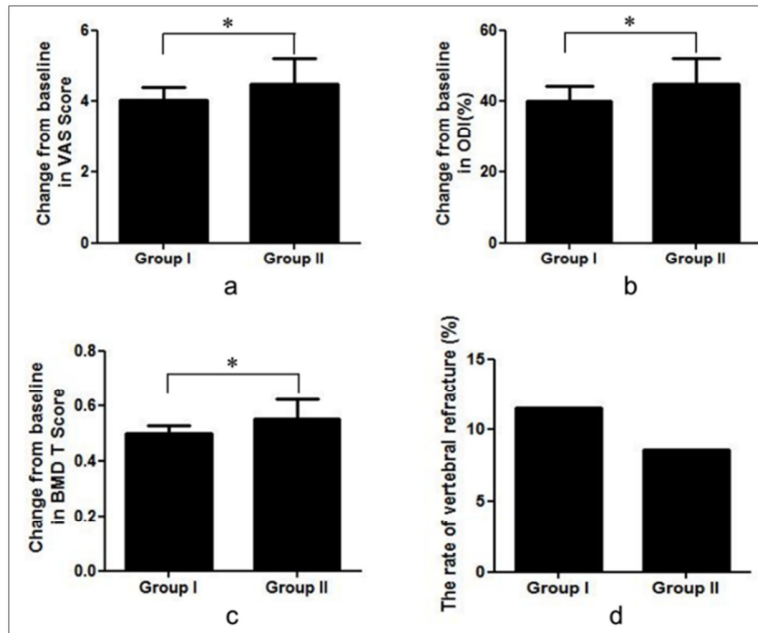 Change from baseline
in VAS Score
6
4
2
0
*
Group I
Group II
a
Change from baseline
in ODI(%)
60
40
20
0
*
Group I
Group II
b
Change from baseline
in BMD T Score
0.8
0.6
0.4
0.2
0.0
*
Group I
Group II
c
The rate of vertebral refracture (%)
15
10
5
0
Group I
Group II
d